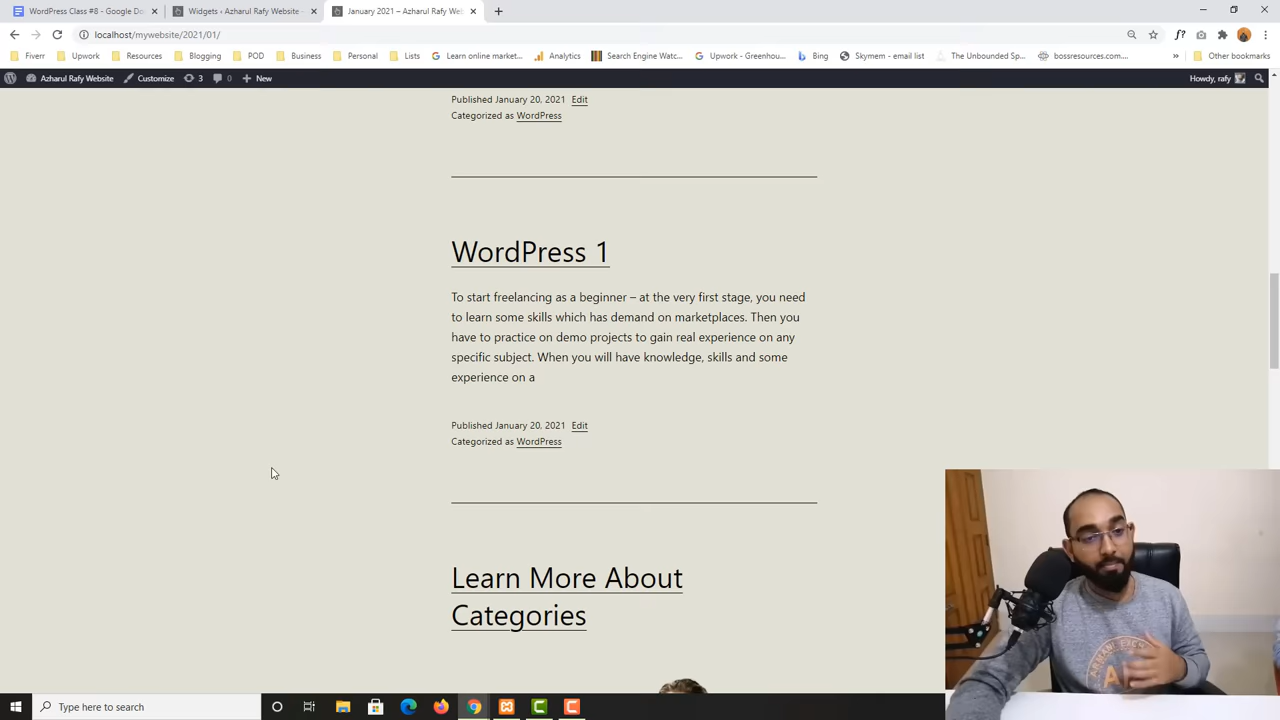 WordPress Class #8 - Google Do
Widgets ‹ Azharul Rafy Website -
January 2021 – Azharul Rafy Web
localhost/mywebsite/2021/01/
Fiverr
Upwork
Resources
Blogging
POD
Business
Personal
Lists
Learn online market...
Analytics
Search Engine Watc...
Upwork - Greenhou...
Bing
Skymem - email list
The Unbounded Sp...
bossresources.com...
»
Other bookmarks
Azharul Rafy Website
Customize
3
0
+ New
Howdy, rafy
Published January 20, 2021 Edit
Categorized as WordPress
WordPress 1
To start freelancing as a beginner – at the very first stage, you need
to learn some skills which has demand on marketplaces. Then you
have to practice on demo projects to gain real experience on any
specific subject. When you will have knowledge, skills and some
experience on a
Published January 20, 2021 Edit
Categorized as WordPress
Learn More About
Categories
Type here to search